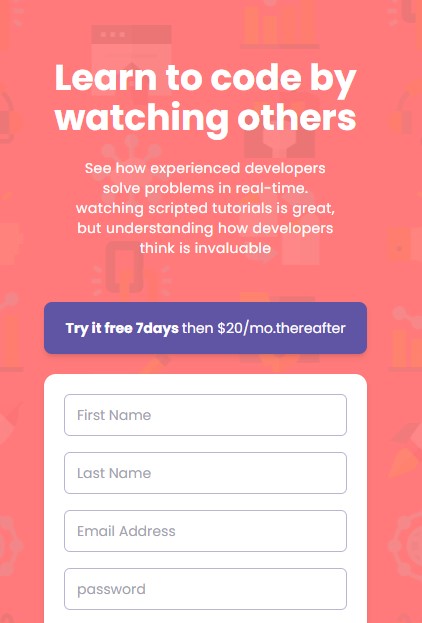 Learn to code by
watching others
See how experienced developers
solve problems in real-time.
watching scripted tutorials is great,
but understanding how developers
think is invaluable
Try it free 7days then $20/mo.thereafter
First Name
Last Name
Email Address
password